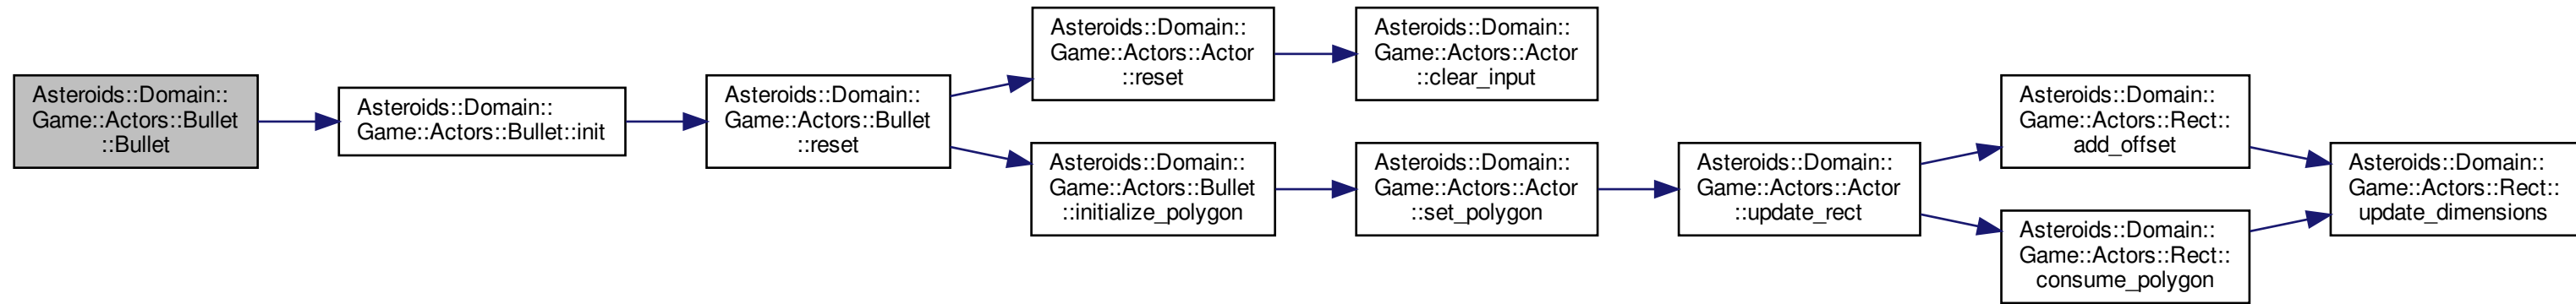 Asteroids::Domain::
Game::Actors::Bullet
::Bullet
Asteroids::Domain::
Game::Actors::Bullet::init
Asteroids::Domain::
Game::Actors::Bullet
::reset
Asteroids::Domain::
Game::Actors::Actor
::reset
Asteroids::Domain::
Game::Actors::Actor
::clear_input
Asteroids::Domain::
Game::Actors::Bullet
::initialize_polygon
Asteroids::Domain::
Game::Actors::Actor
::set_polygon
Asteroids::Domain::
Game::Actors::Actor
::update_rect
Asteroids::Domain::
Game::Actors::Rect::
add_offset
Asteroids::Domain::
Game::Actors::Rect::
consume_polygon
Asteroids::Domain::
Game::Actors::Rect::
update_dimensions